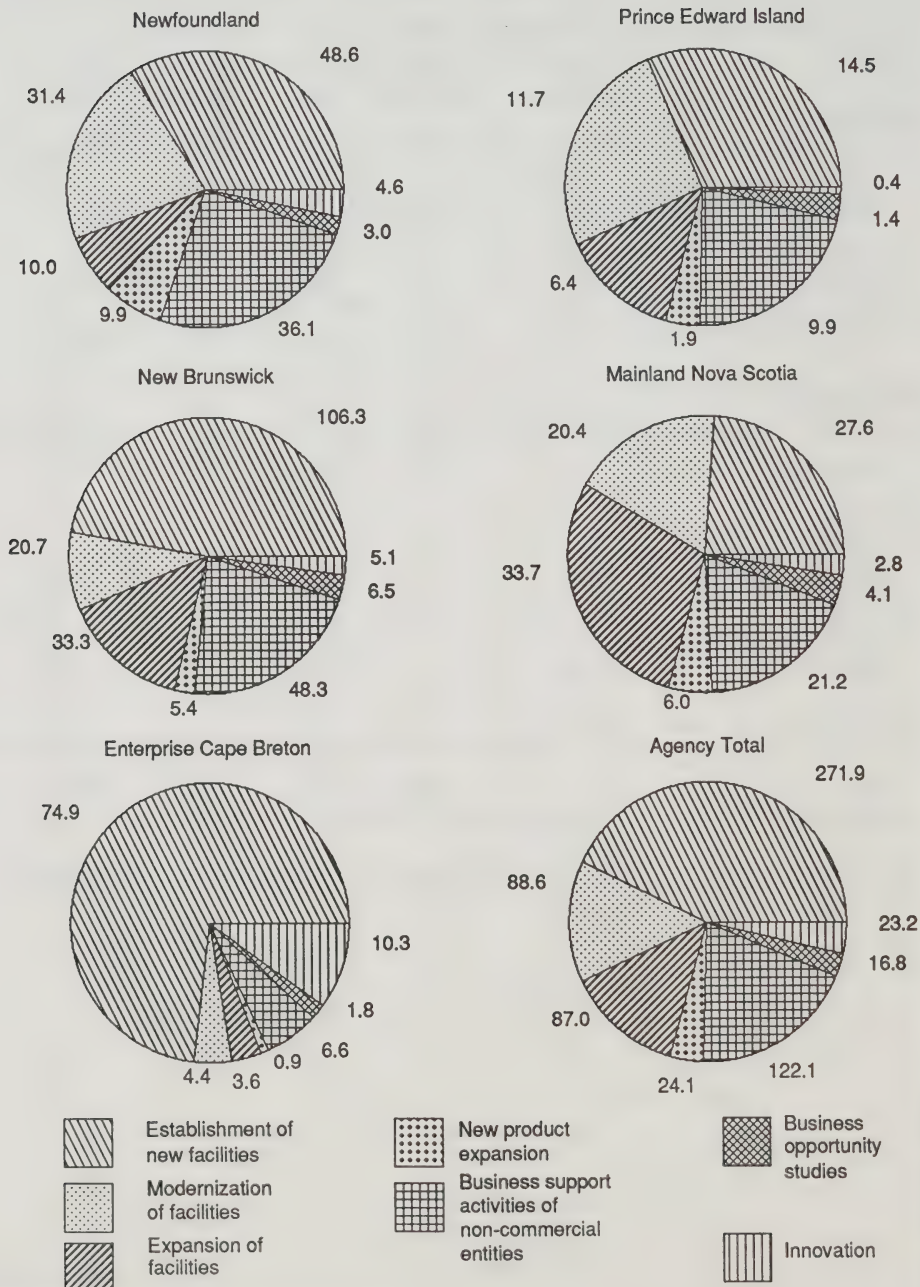 Newfoundland
48.6
31.4
4.6
3.0
10.0
9.9
36.1
Prince Edward Island
14.5
11.7
0.4
1.4
6.4
9.9
1.9
New Brunswick
106.3
20.7
5.1
6.5
33.3
48.3
5.4
Mainland Nova Scotia
20.4
27.6
33.7
2.8
4.1
21.2
6.0
Enterprise Cape Breton
74.9
10.3
1.8
6.6
0.9
4.4
3.6
Agency Total
271.9
88.6
23.2
16.8
87.0
122.1
24.1
Establishment of
new facilities
Modernization
of facilities
Expansion of
facilities
New product
expansion
Business support
activities of
non-commercial
entities
Business
opportunity
studies
Innovation